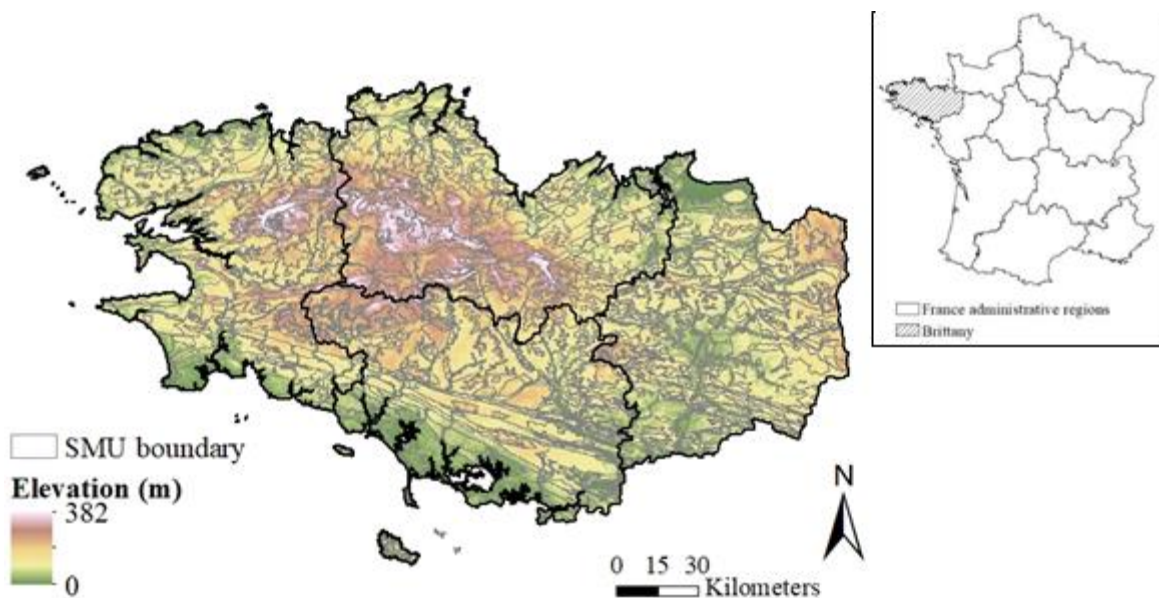 France administrative regions
Brittany
SMU boundary
Elevation (m)
382
0
N
0 15 30
Kilometers